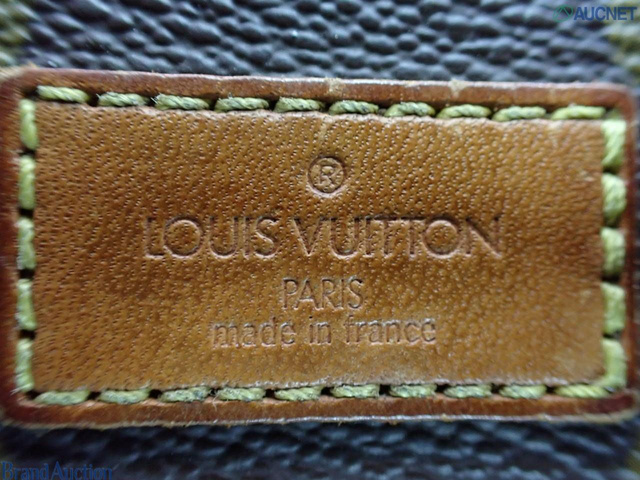 AUCNET
®
LOUIS VUITTON
PARIS
made in france
Brand Auction